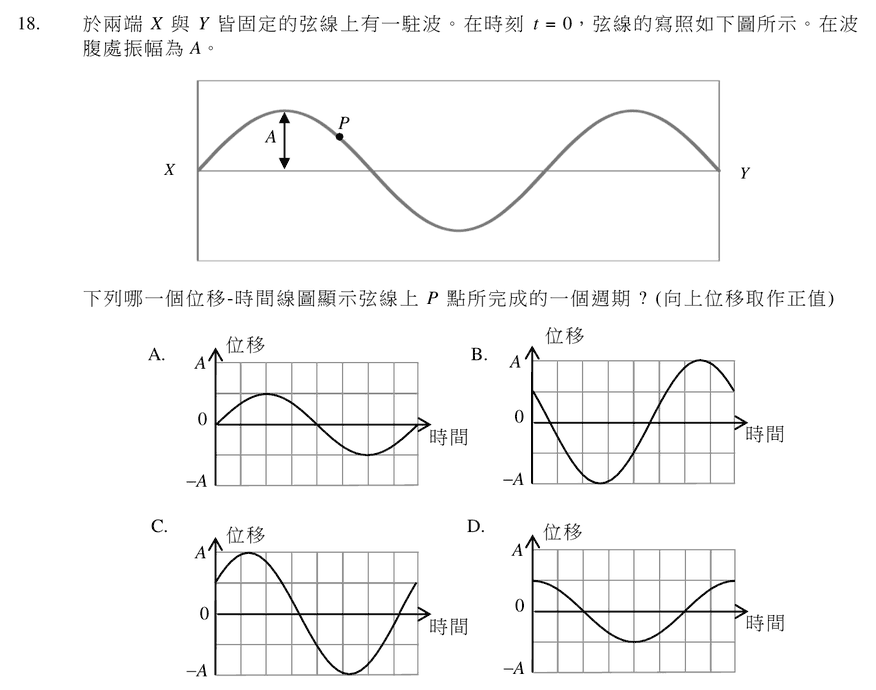 18. 於兩端 X 與 Y 皆固定的弦線上有一駐波。在時刻 t = 0，弦線的寫照如下圖所示。在波
腹處振幅為 A。
P
A
X
Y
下列哪一個位移-時間線圖顯示弦線上 P 點所完成的一個週期？(向上位移取作正值)
A.
位移
A
0
–A
時間
B.
位移
A
0
–A
時間
C.
位移
A
0
–A
時間
D.
位移
A
0
–A
時間